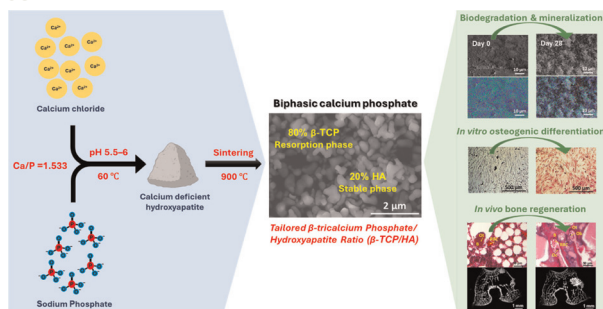 Ca²⁺
Ca²⁺ Ca²⁺
Ca²⁺ Ca²⁺ Ca²⁺
Ca²⁺ Ca²⁺
Calcium chloride
Ca/P =1.533
pH 5.5–6
60 °C
Sodium Phosphate
Calcium deficient
hydroxyapatite
Sintering
900 °C
Biphasic calcium phosphate
80% β-TCP
Resorption phase
20% HA
Stable phase
2 µm
Tailored β-tricalcium Phosphate/
Hydroxyapatite Ratio (β-TCP/HA)
Biodegradation & mineralization
Day 0
Day 28
10 µm
10 µm
10 µm
10 µm
In vitro osteogenic differentiation
500 µm
500 µm
In vivo bone regeneration
1 mm
1 mm